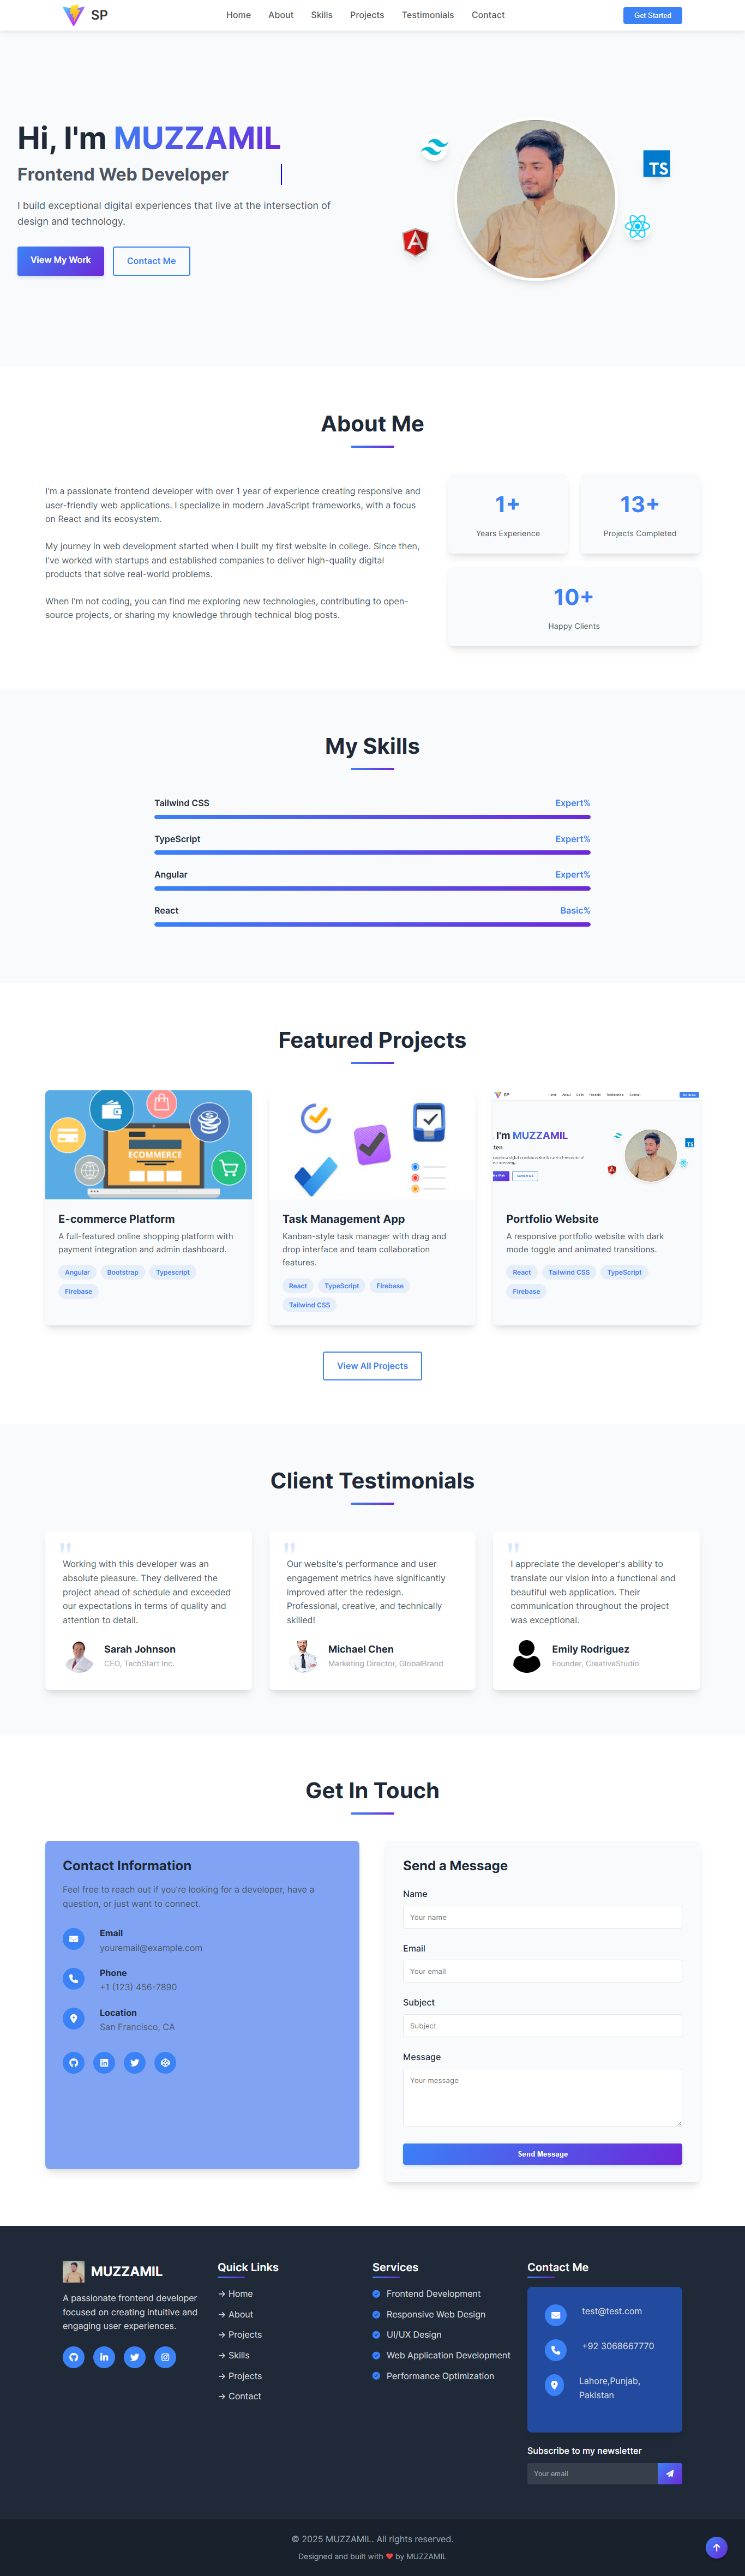 SP
Home About Skills Projects Testimonials Contact
Get Started
Hi, I'm MUZZAMIL
Frontend Web Developer
I build exceptional digital experiences that live at the intersection of
design and technology.
View My Work
Contact Me
TS
About Me
I'm a passionate frontend developer with over 1 year of experience creating responsive and
user-friendly web applications. I specialize in modern JavaScript frameworks, with a focus
on React and its ecosystem.
My journey in web development started when I built my first website in college. Since then,
I've worked with startups and established companies to deliver high-quality digital
products that solve real-world problems.
When I'm not coding, you can find me exploring new technologies, contributing to open-
source projects, or sharing my knowledge through technical blog posts.
1+
Years Experience
13+
Projects Completed
10+
Happy Clients
My Skills
Tailwind CSS Expert%
TypeScript Expert%
Angular Expert%
React Basic%
Featured Projects
ECOMMERCE
E-commerce Platform
A full-featured online shopping platform with
payment integration and admin dashboard.
Angular Bootstrap Typescript
Firebase
Task Management App
Kanban-style task manager with drag and
drop interface and team collaboration
features.
React TypeScript Firebase
Tailwind CSS
SP
I'm MUZZAMIL
TS
Portfolio Website
A responsive portfolio website with dark
mode toggle and animated transitions.
React Tailwind CSS TypeScript
Firebase
View All Projects
Client Testimonials
"
Working with this developer was an
absolute pleasure. They delivered the
project ahead of schedule and exceeded
our expectations in terms of quality and
attention to detail.
Sarah Johnson
CEO, TechStart Inc.
"
Our website's performance and user
engagement metrics have significantly
improved after the redesign.
Professional, creative, and technically
skilled!
Michael Chen
Marketing Director, GlobalBrand
"
I appreciate the developer's ability to
translate our vision into a functional and
beautiful web application. Their
communication throughout the project
was exceptional.
Emily Rodriguez
Founder, CreativeStudio
Get In Touch
Contact Information
Feel free to reach out if you're looking for a developer, have a
question, or just want to connect.
Email
youremail@example.com
Phone
+1 (123) 456-7890
Location
San Francisco, CA
Send a Message
Name
Your name
Email
Your email
Subject
Subject
Message
Your message
Send Message
MUZZAMIL
A passionate frontend developer
focused on creating intuitive and
engaging user experiences.
Quick Links
→ Home
→ About
→ Projects
→ Skills
→ Projects
→ Contact
Services
Frontend Development
Responsive Web Design
UI/UX Design
Web Application Development
Performance Optimization
Contact Me
test@test.com
+92 3068667770
Lahore,Punjab,
Pakistan
Subscribe to my newsletter
Your email
© 2025 MUZZAMIL. All rights reserved.
Designed and built with ❤ by MUZZAMIL